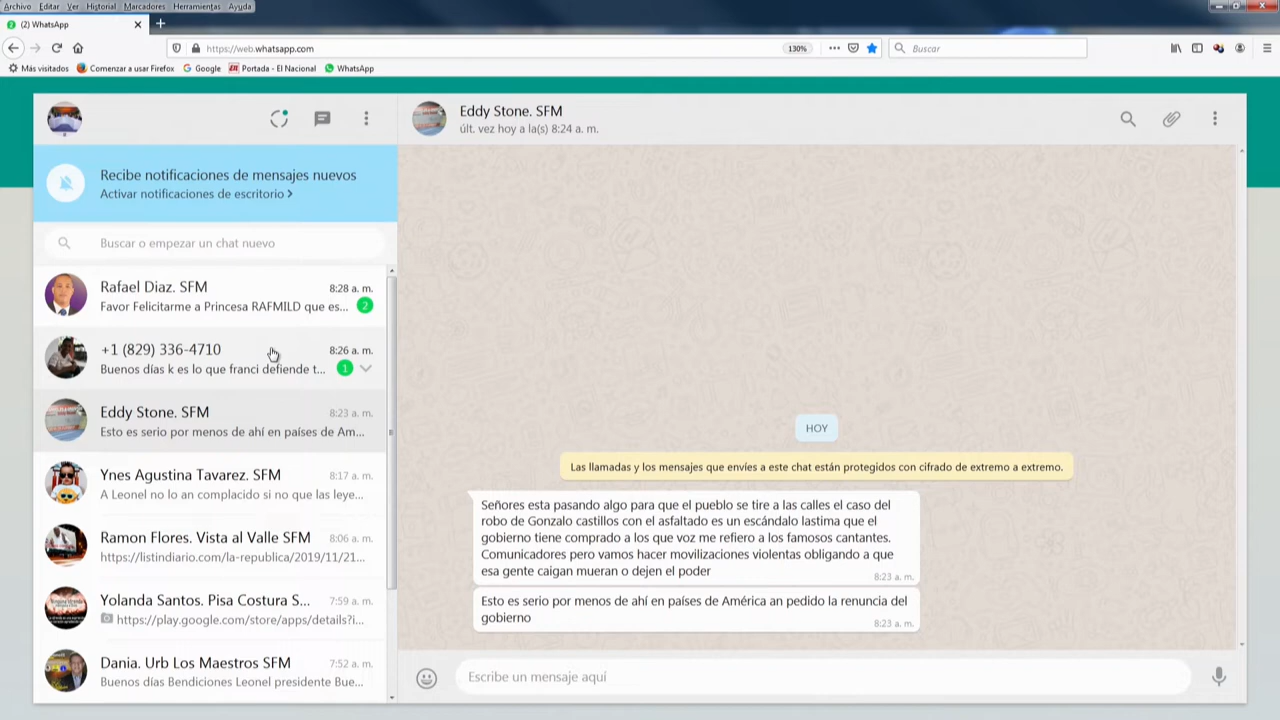 Archivo Editar Ver Historial Marcadores Herramientas Ayuda
2 (2) WhatsApp
https://web.whatsapp.com 130% Buscar
Más visitados Comenzar a usar Firefox Google Portada - El Nacional WhatsApp
Recibe notificaciones de mensajes nuevos
Activar notificaciones de escritorio
Buscar o empezar un chat nuevo
Rafael Diaz. SFM 8:28 a. m.
Favor Felicitarme a Princesa RAFMILD que es... 2
+1 (829) 336-4710 8:26 a. m.
Buenos días k es lo que franci defiende t... 1
Eddy Stone. SFM 8:23 a. m.
Esto es serio por menos de ahí en países de Am...
Ynes Agustina Tavarez. SFM 8:17 a. m.
A Leonel no lo an complacido si no que las leye...
Ramon Flores. Vista al Valle SFM 8:06 a. m.
https://listindiario.com/la-republica/2019/11/21...
Yolanda Santos. Pisa Costura S... 7:59 a. m.
https://play.google.com/store/apps/details?i...
Dania. Urb Los Maestros SFM 7:52 a. m.
Buenos días Bendiciones Leonel presidente Bue...
Eddy Stone. SFM
últ. vez hoy a la(s) 8:24 a. m.
HOY
Las llamadas y los mensajes que envíes a este chat están protegidos con cifrado de extremo a extremo.
Señores esta pasando algo para que el pueblo se tire a las calles el caso del
robo de Gonzalo castillos con el asfaltado es un escándalo lastima que el
gobierno tiene comprado a los que voz me refiero a los famosos cantantes.
Comunicadores pero vamos hacer movilizaciones violentas obligando a que
esa gente caigan mueran o dejen el poder
8:23 a. m.
Esto es serio por menos de ahí en países de América an pedido la renuncia del
gobierno
8:23 a. m.
Escribe un mensaje aquí